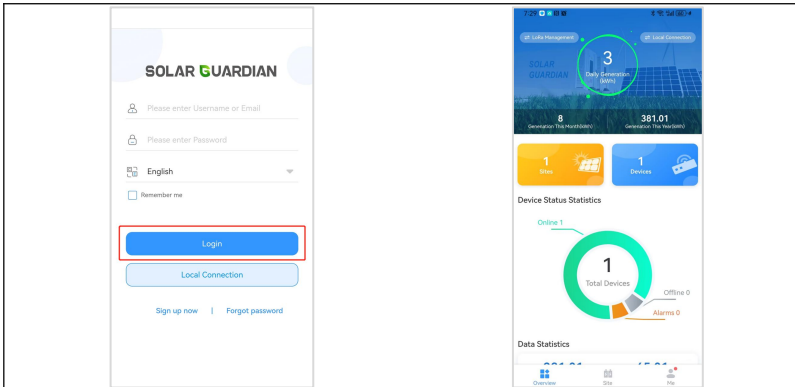 SOLAR GUARDIAN
Please enter Username or Email
Please enter Password
English
Remember me
Login
Local Connection
Sign up now | Forgot password
7:29
⇄ LoRa Management
⇄ Local Connection
SOLAR
GUARDIAN
3
Daily Generation
(kWh)
8
Generation This Month(kWh)
381.01
Generation This Year(kWh)
1
Sites
1
Devices
Device Status Statistics
Online 1
1
Total Devices
Offline 0
Alarms 0
Data Statistics
Overview
Site
Me